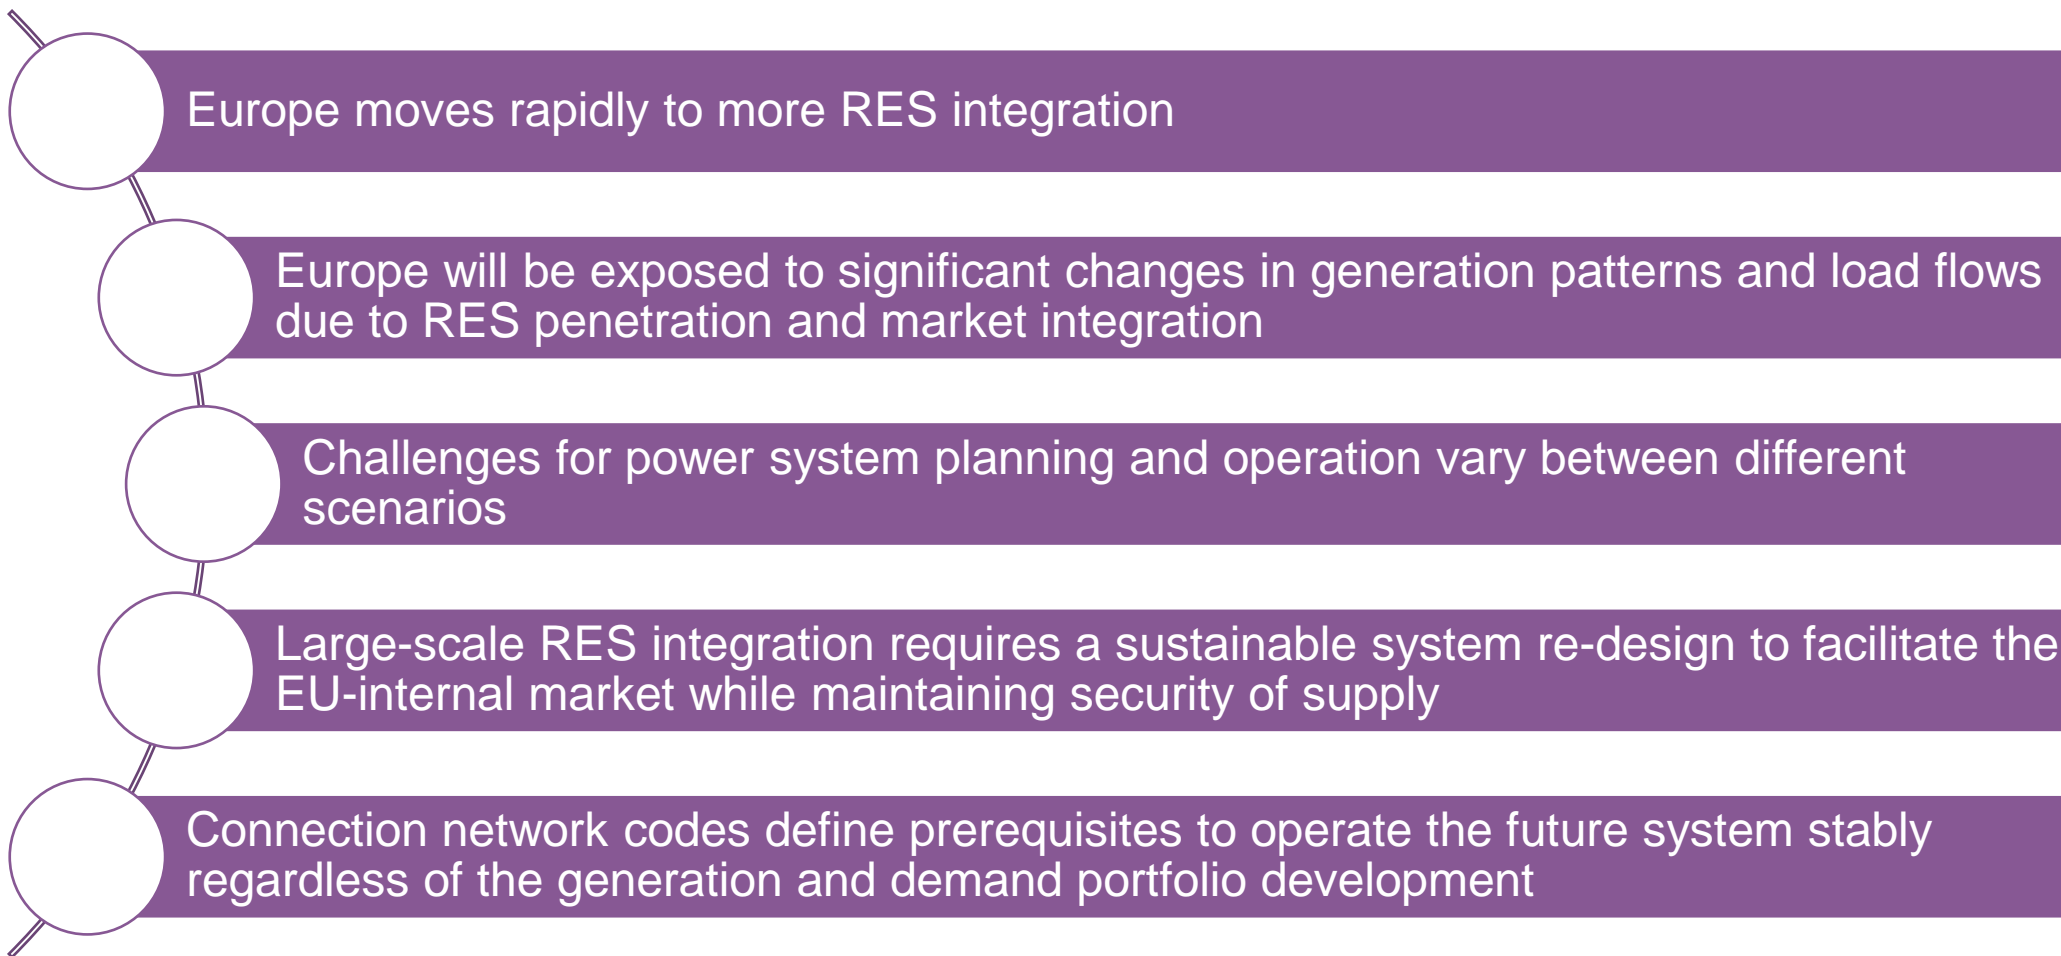 Europe moves rapidly to more RES integration
Europe will be exposed to significant changes in generation patterns and load flows
due to RES penetration and market integration
Challenges for power system planning and operation vary between different
scenarios
Large-scale RES integration requires a sustainable system re-design to facilitate the
EU-internal market while maintaining security of supply
Connection network codes define prerequisites to operate the future system stably
regardless of the generation and demand portfolio development